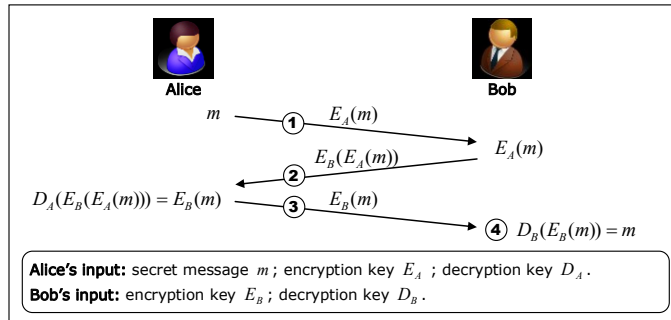 Alice Bob
m ① E_A(m)
E_A(m)
② E_B(E_A(m))
D_A(E_B(E_A(m))) = E_B(m) ③ E_B(m)
④ D_B(E_B(m)) = m
Alice's input: secret message m ; encryption key E_A ; decryption key D_A .
Bob's input: encryption key E_B ; decryption key D_B .